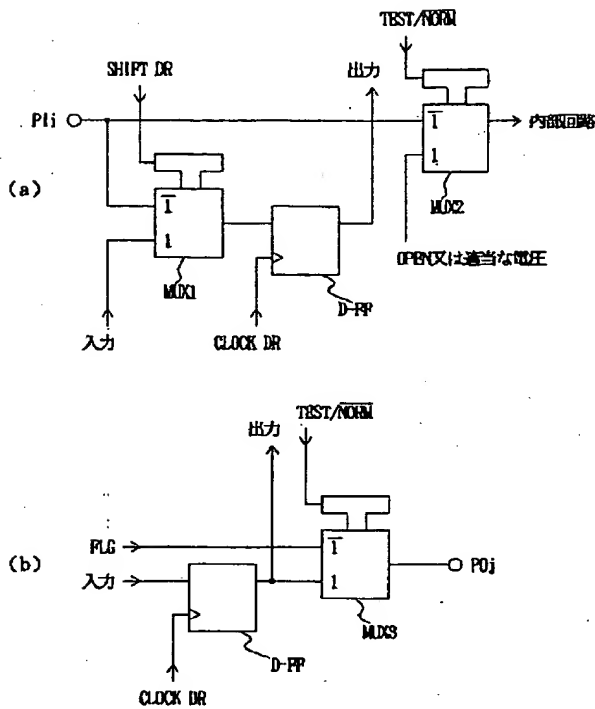 TEST/NORM
SHIFT DR
出力
PIi
1
内部回路
1
(a)
1
1
MUX2
OPEN又は適当な電圧
MUX1
D-FF
入力
CLOCK DR
TEST/NORM
出力
FLG
1
(b)
入力
1
POj
MUX3
D-FF
CLOCK DR